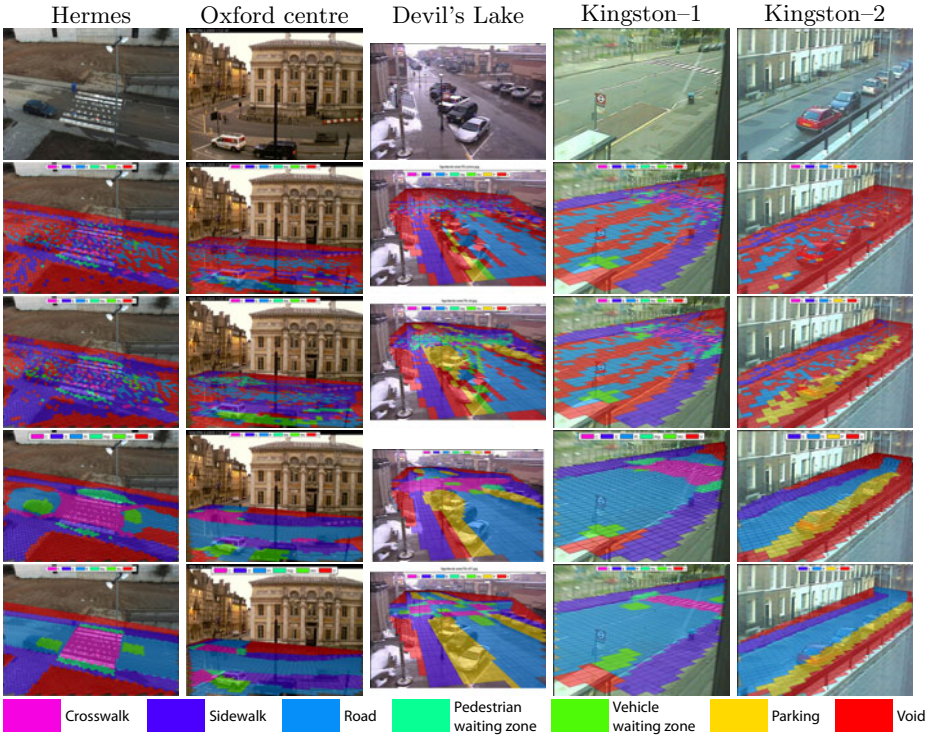 Hermes
Oxford centre
Devil's Lake
Kingston–1
Kingston–2
Crosswalk
Sidewalk
Road
Pedestrian
waiting zone
Vehicle
waiting zone
Parking
Void